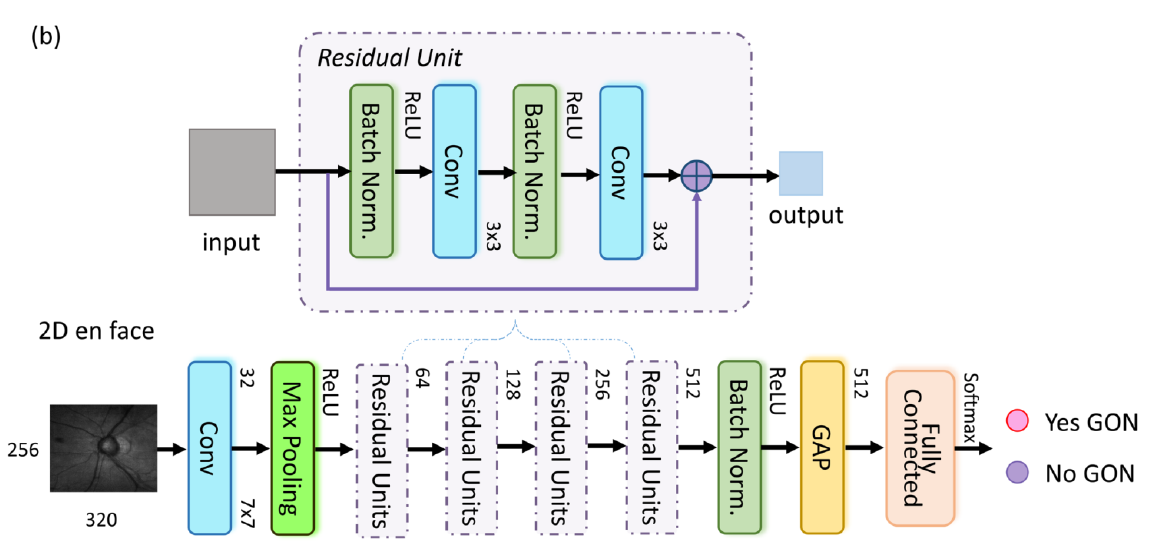 (b)
Residual Unit
Batch Norm.
ReLU
Conv
3x3
Batch Norm.
ReLU
Conv
3x3
input
output
2D en face
256
320
Conv
32
7x7
Max Pooling
ReLU
Residual Units
64
Residual Units
128
Residual Units
256
Residual Units
512
Batch Norm.
ReLU
GAP
512
Fully
Connected
Softmax
Yes GON
No GON